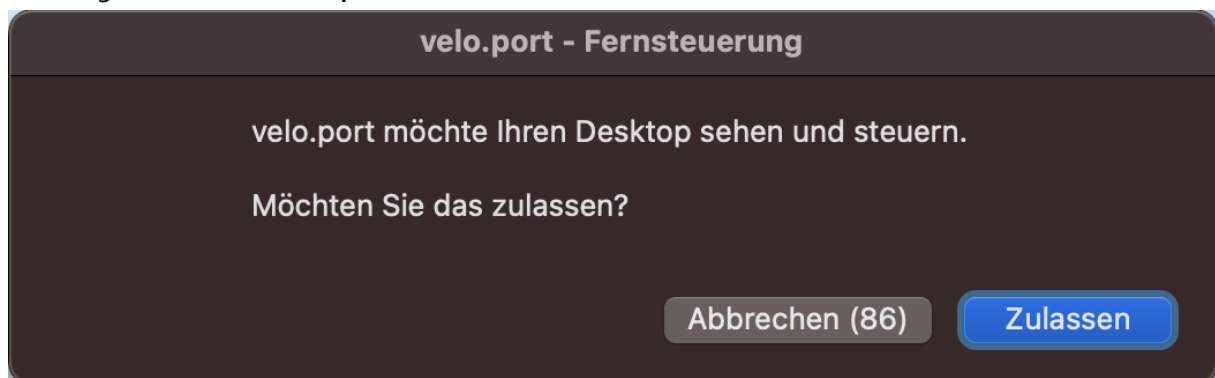 velo.port - Fernsteuerung
velo.port möchte Ihren Desktop sehen und steuern.
Möchten Sie das zulassen?
Abbrechen (86)
Zulassen